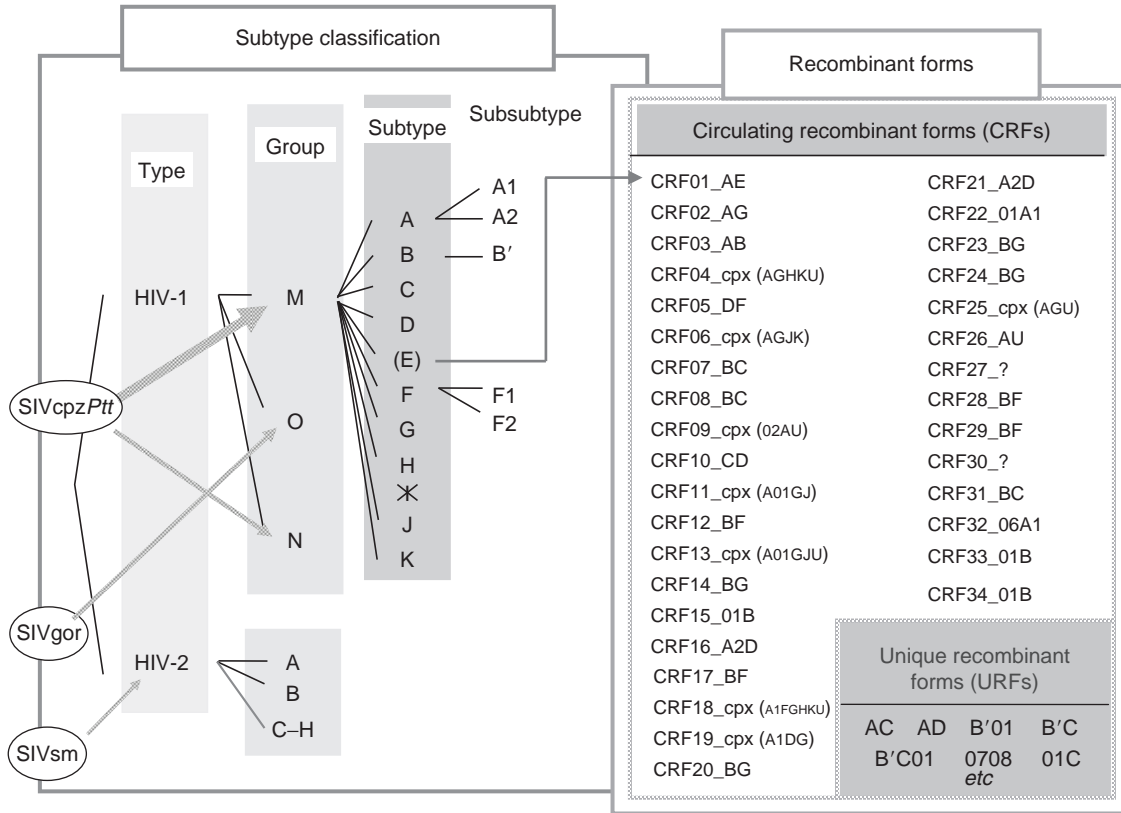 Subtype classification
Type
Group
Subtype
Subsubtype
HIV-1
M
O
N
A
B
C
D
(E)
F
G
H
I
J
K
A1
A2
B′
F1
F2
SIVcpzPtt
SIVgor
SIVsm
HIV-2
A
B
C–H
Recombinant forms
Circulating recombinant forms (CRFs)
CRF01_AE
CRF02_AG
CRF03_AB
CRF04_cpx (AGHKU)
CRF05_DF
CRF06_cpx (AGJK)
CRF07_BC
CRF08_BC
CRF09_cpx (02AU)
CRF10_CD
CRF11_cpx (A01GJ)
CRF12_BF
CRF13_cpx (A01GJU)
CRF14_BG
CRF15_01B
CRF16_A2D
CRF17_BF
CRF18_cpx (A1FGHKU)
CRF19_cpx (A1DG)
CRF20_BG
CRF21_A2D
CRF22_01A1
CRF23_BG
CRF24_BG
CRF25_cpx (AGU)
CRF26_AU
CRF27_?
CRF28_BF
CRF29_BF
CRF30_?
CRF31_BC
CRF32_06A1
CRF33_01B
CRF34_01B
Unique recombinant
forms (URFs)
AC AD B′01 B′C
B′C01 0708 01C
etc